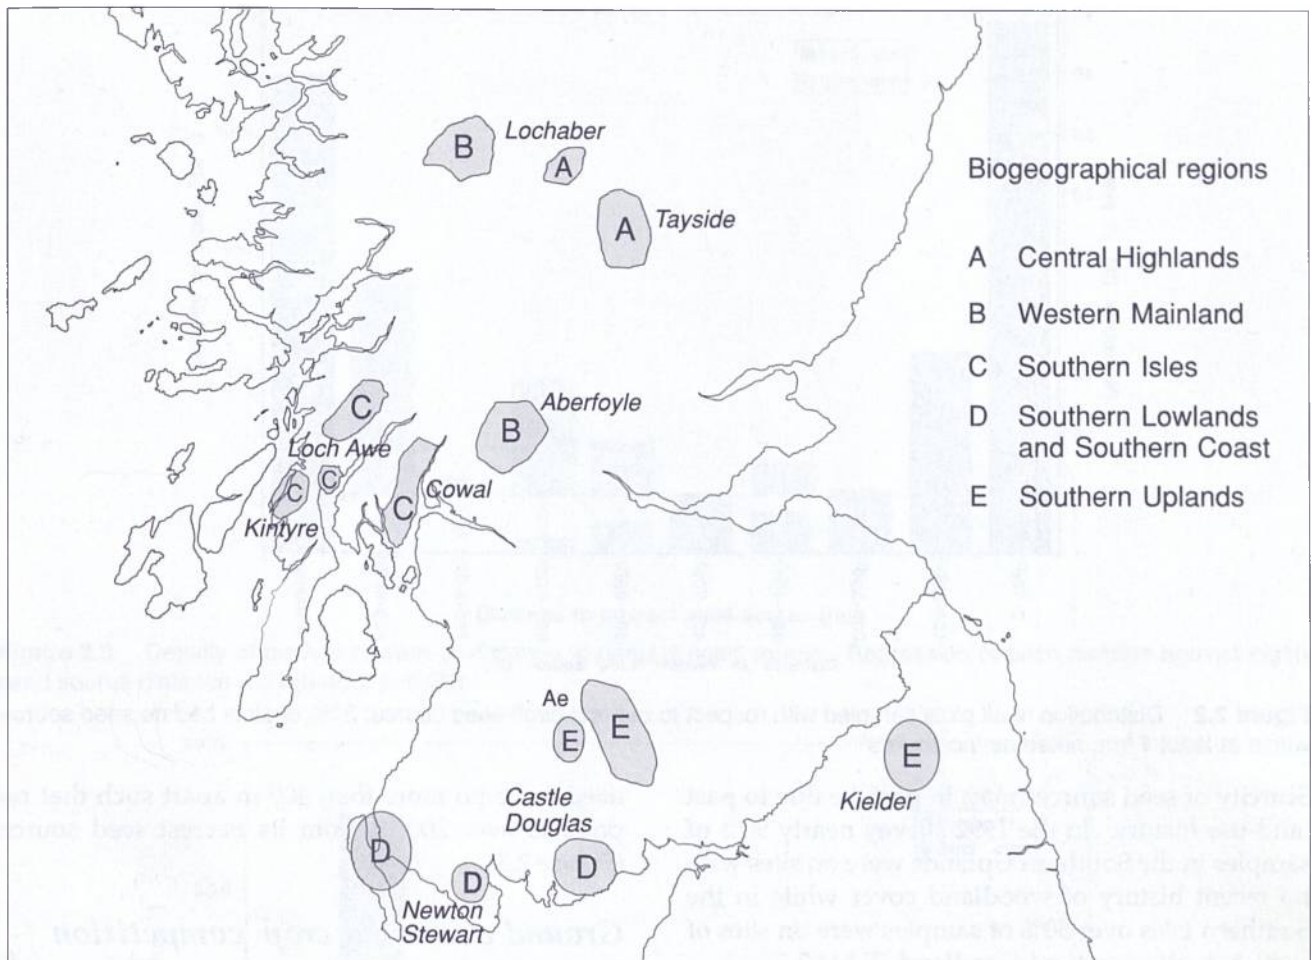 B
Lochaber
A
A
Tayside
Biogeographical regions
A Central Highlands
B Western Mainland
C Southern Isles
D Southern Lowlands
and Southern Coast
E Southern Uplands
C
Loch Awe
B
Aberfoyle
C
C
Kintyre
C
Cowal
Ae
E
E
E
Kielder
Castle
Douglas
D
D
D
Newton
Stewart